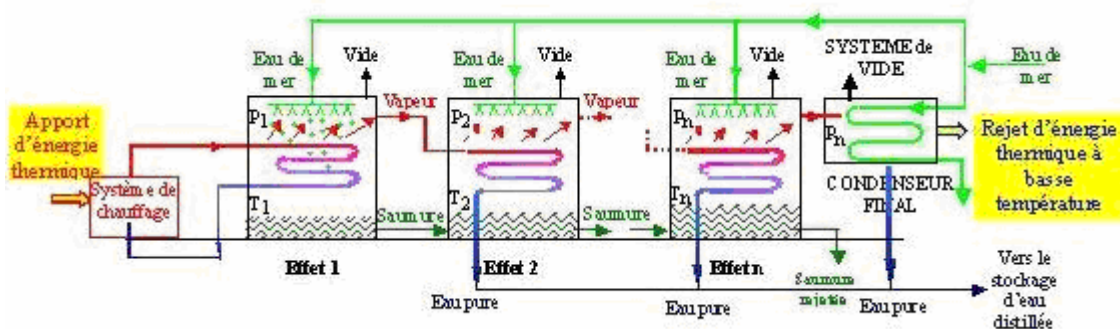 Eau de
mer
Vide
Eau de
mer
Vide
Eau de
mer
Vide
SYSTEME de
VIDE
Eau de
mer
Apport
d'énergie
thermique
Système de
chauffage
P1
T1
Vapeur
P2
T2
Vapeur
Pn
Tn
Pn
CONDENSEUR
FINAL
Rejet d'énergie
thermique à
basse
température
Saumure
Saumure
Saumure
rejetée
Effet 1
Effet 2
Effet n
Eau pure
Eau pure
Eau pure
Vers le
stockage
d'eau
distillée